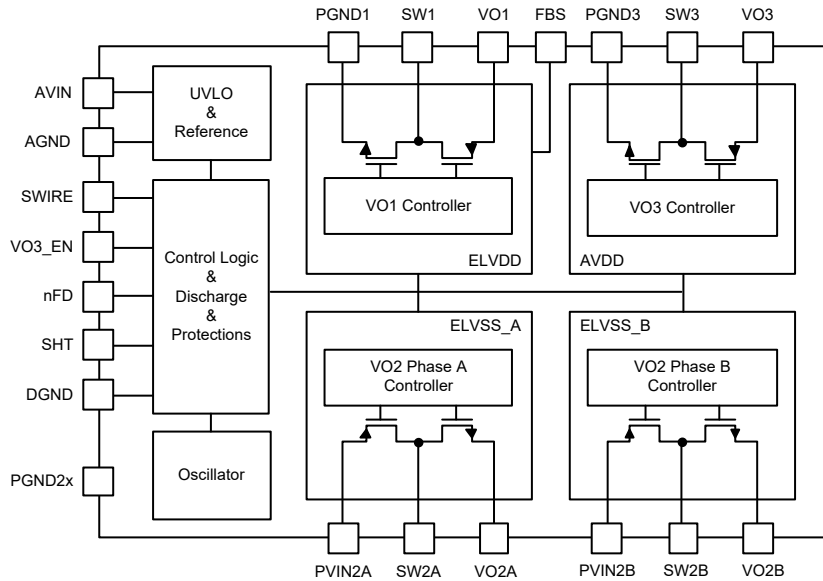 PGND1
SW1
VO1
FBS
PGND3
SW3
VO3
AVIN
AGND
SWIRE
VO3_EN
nFD
SHT
DGND
PGND2x
UVLO
&
Reference
Control Logic
&
Discharge
&
Protections
Oscillator
VO1 Controller
ELVDD
VO3 Controller
AVDD
ELVSS_A
VO2 Phase A
Controller
ELVSS_B
VO2 Phase B
Controller
PVIN2A
SW2A
VO2A
PVIN2B
SW2B
VO2B